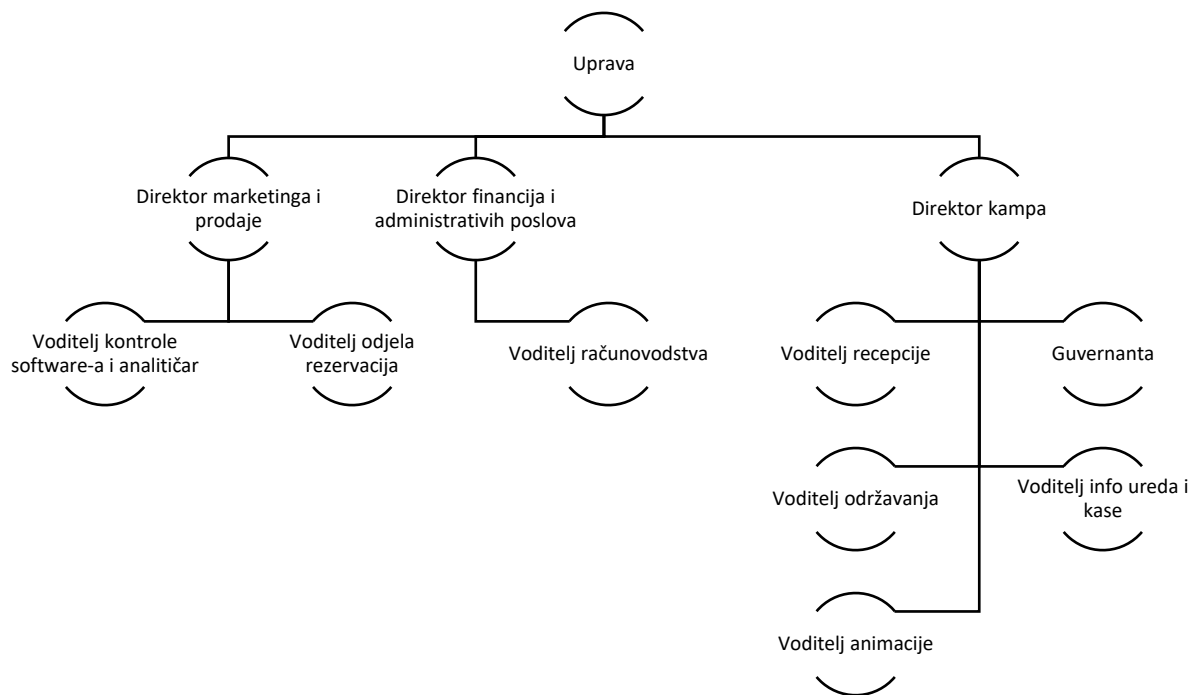 Uprava
Direktor marketinga i
prodaje
Direktor financija i
administrativih poslova
Direktor kampa
Voditelj kontrole
software-a i analitičar
Voditelj odjela
rezervacija
Voditelj računovodstva
Voditelj recepcije
Guvernanta
Voditelj održavanja
Voditelj info ureda i
kase
Voditelj animacije